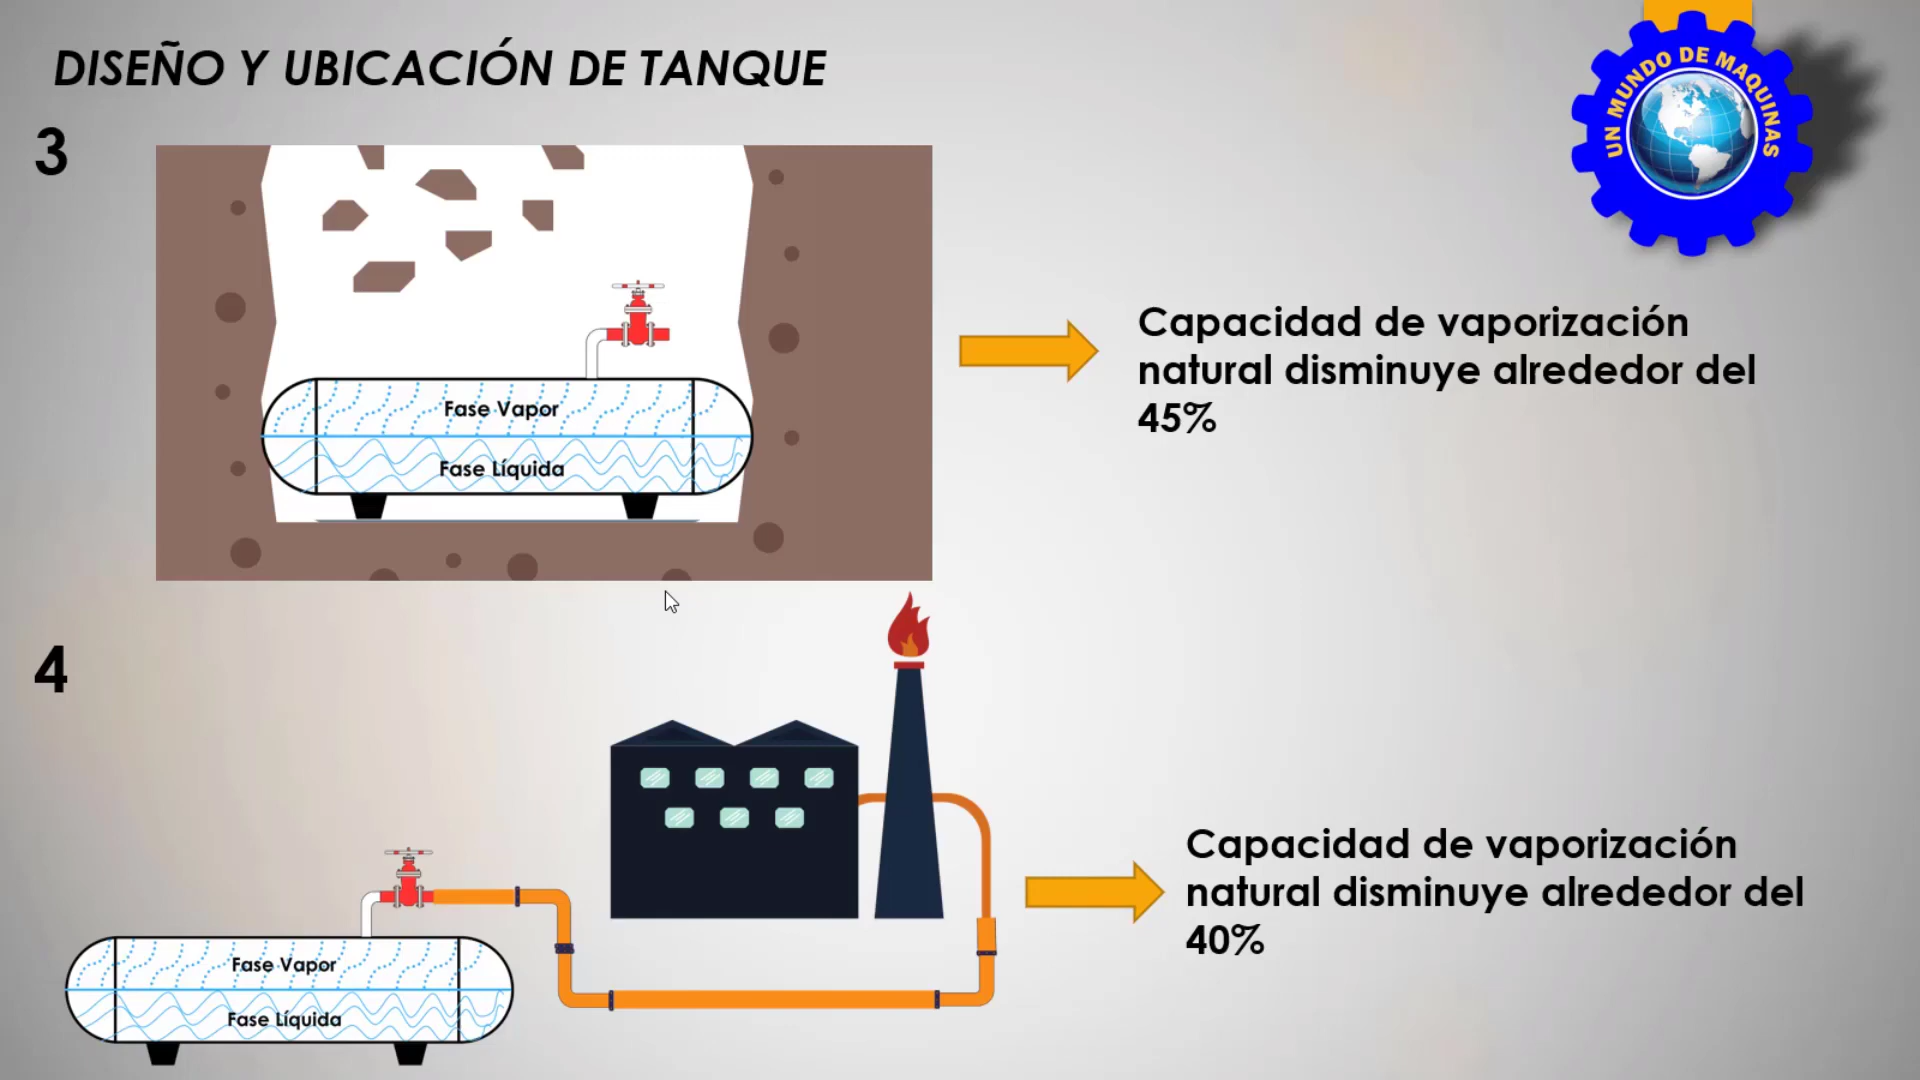 DISEÑO Y UBICACIÓN DE TANQUE
UN MUNDO DE MAQUINAS
3
Fase Vapor
Fase Líquida
Capacidad de vaporización
natural disminuye alrededor del
45%
4
Fase Vapor
Fase Líquida
Capacidad de vaporización
natural disminuye alrededor del
40%